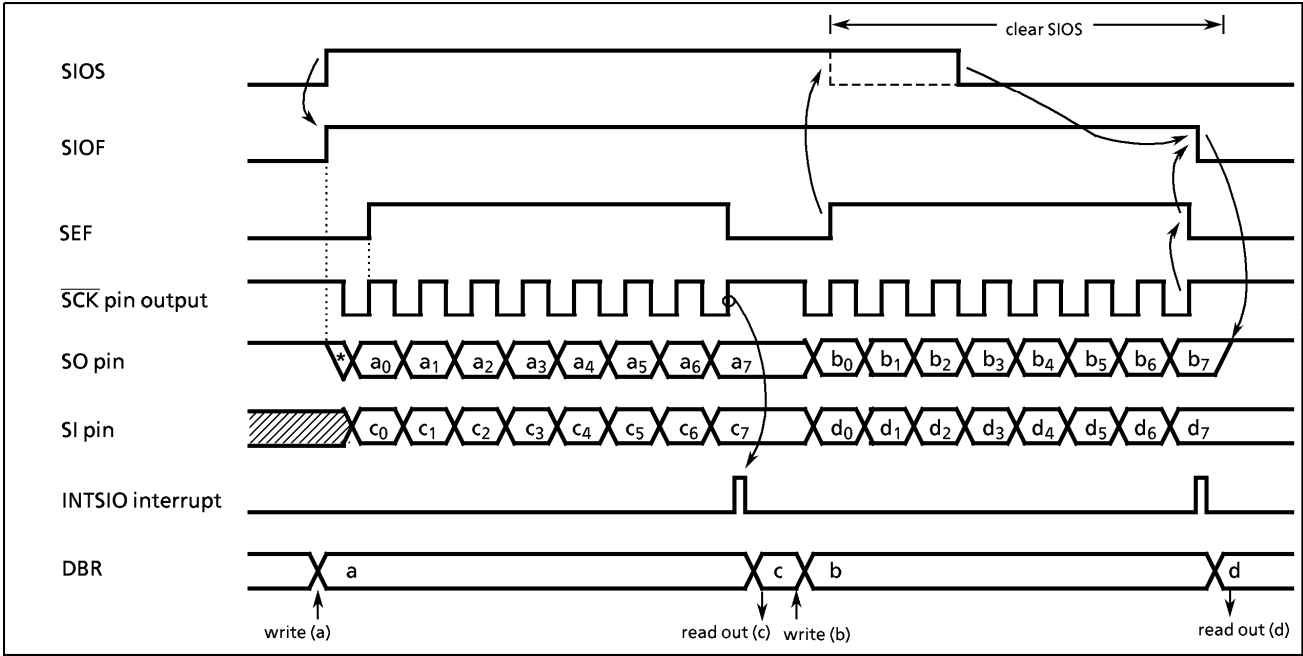 clear SIOS
SIOS
SIOF
SEF
S̅C̅K̅ pin output
SO pin * a₀ a₁ a₂ a₃ a₄ a₅ a₆ a₇ b₀ b₁ b₂ b₃ b₄ b₅ b₆ b₇
SI pin c₀ c₁ c₂ c₃ c₄ c₅ c₆ c₇ d₀ d₁ d₂ d₃ d₄ d₅ d₆ d₇
INTSIO interrupt
DBR a c b d
write (a) read out (c) write (b) read out (d)